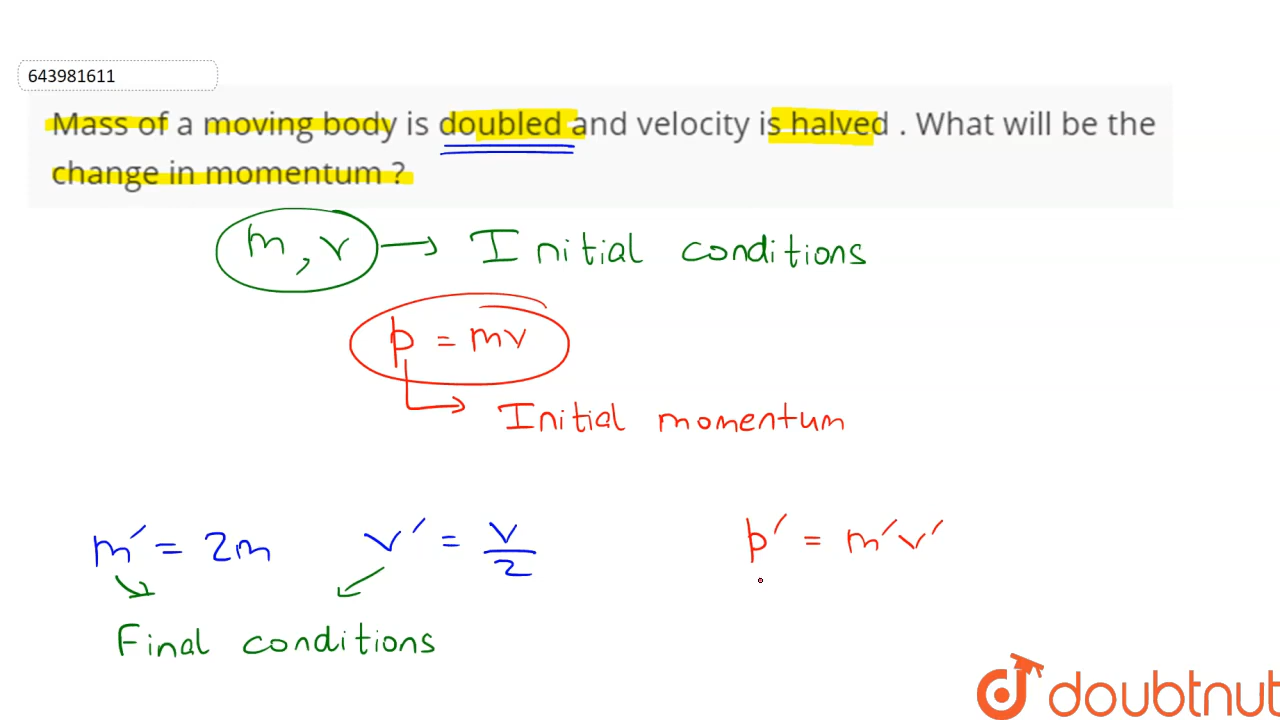 643981611
Mass of a moving body is doubled and velocity is halved . What will be the
change in momentum ?
m, v → Initial conditions
p = mv
Initial momentum
m′ = 2m v′ = v/2 p′ = m′v′
Final conditions
doubtnut